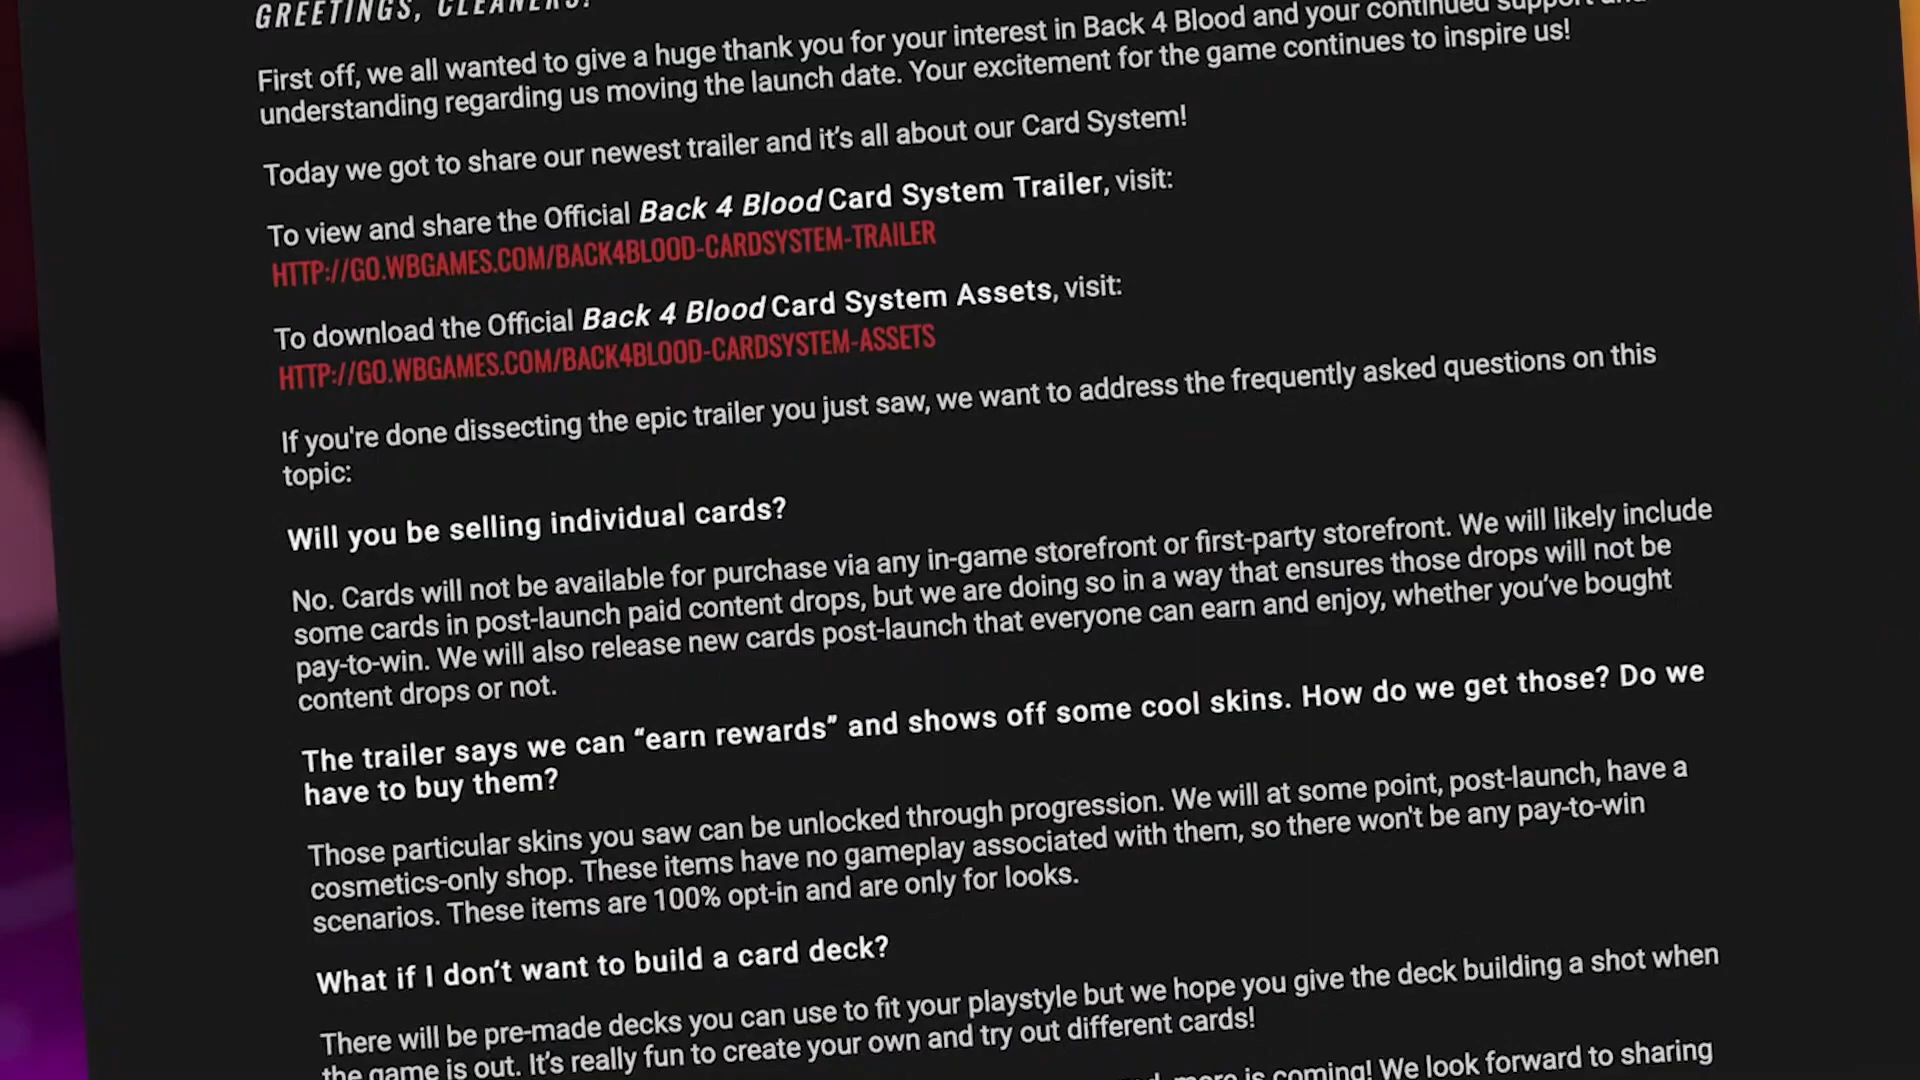 GREETINGS, CLEANERS!
First off, we all wanted to give a huge thank you for your interest in Back 4 Blood and your continued support and
understanding regarding us moving the launch date. Your excitement for the game continues to inspire us!
Today we got to share our newest trailer and it’s all about our Card System!
To view and share the Official Back 4 Blood Card System Trailer, visit:
HTTP://GO.WBGAMES.COM/BACK4BLOOD-CARDSYSTEM-TRAILER
To download the Official Back 4 Blood Card System Assets, visit:
HTTP://GO.WBGAMES.COM/BACK4BLOOD-CARDSYSTEM-ASSETS
If you're done dissecting the epic trailer you just saw, we want to address the frequently asked questions on this
topic:
Will you be selling individual cards?
No. Cards will not be available for purchase via any in-game storefront or first-party storefront. We will likely include
some cards in post-launch paid content drops, but we are doing so in a way that ensures those drops will not be
pay-to-win. We will also release new cards post-launch that everyone can earn and enjoy, whether you’ve bought
content drops or not.
The trailer says we can “earn rewards” and shows off some cool skins. How do we get those? Do we
have to buy them?
Those particular skins you saw can be unlocked through progression. We will at some point, post-launch, have a
cosmetics-only shop. These items have no gameplay associated with them, so there won't be any pay-to-win
scenarios. These items are 100% opt-in and are only for looks.
What if I don’t want to build a card deck?
There will be pre-made decks you can use to fit your playstyle but we hope you give the deck building a shot when
the game is out. It’s really fun to create your own and try out different cards!
more is coming! We look forward to sharing